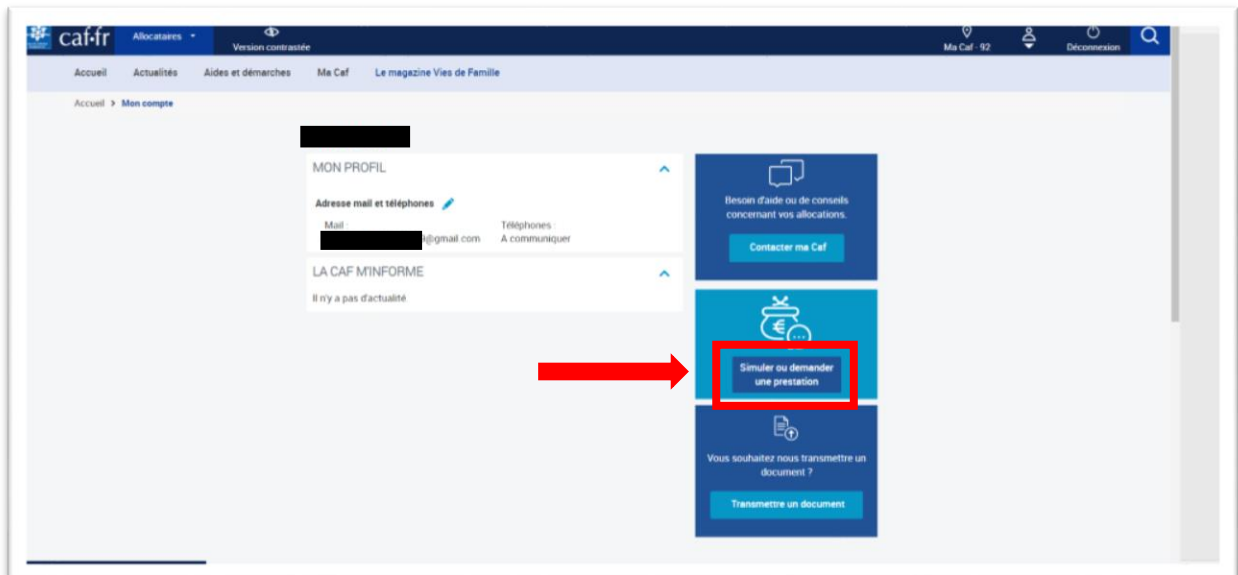 caf.fr Allocataires Version contrastée Ma Caf - 92 Déconnexion
Accueil Actualités Aides et démarches Ma Caf Le magazine Vies de Famille
Accueil > Mon compte
MON PROFIL
Adresse mail et téléphones
Mail : Téléphones :
@gmail.com A communiquer
LA CAF M'INFORME
Il n'y a pas d'actualité.
Besoin d'aide ou de conseils
concernant vos allocations.
Contacter ma Caf
Simuler ou demander
une prestation
Vous souhaitez nous transmettre un
document ?
Transmettre un document